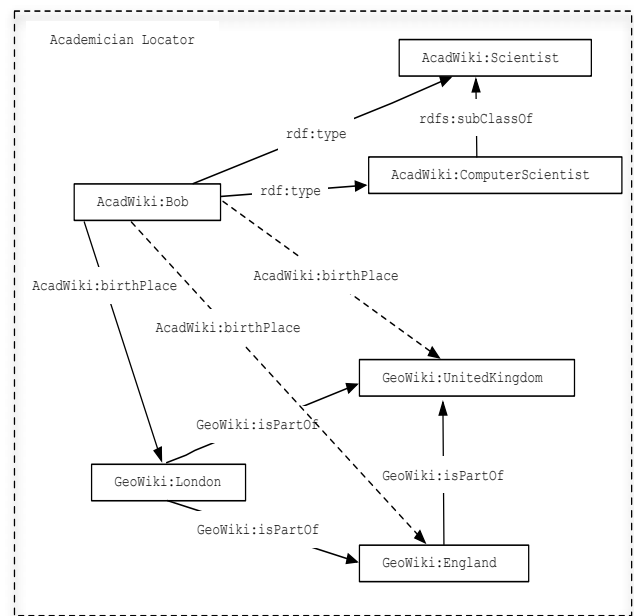 Academician Locator
AcadWiki:Scientist
rdfs:subClassOf
rdf:type
AcadWiki:ComputerScientist
rdf:type
AcadWiki:Bob
AcadWiki:birthPlace
AcadWiki:birthPlace
AcadWiki:birthPlace
GeoWiki:UnitedKingdom
GeoWiki:isPartOf
GeoWiki:London
GeoWiki:isPartOf
GeoWiki:isPartOf
GeoWiki:England